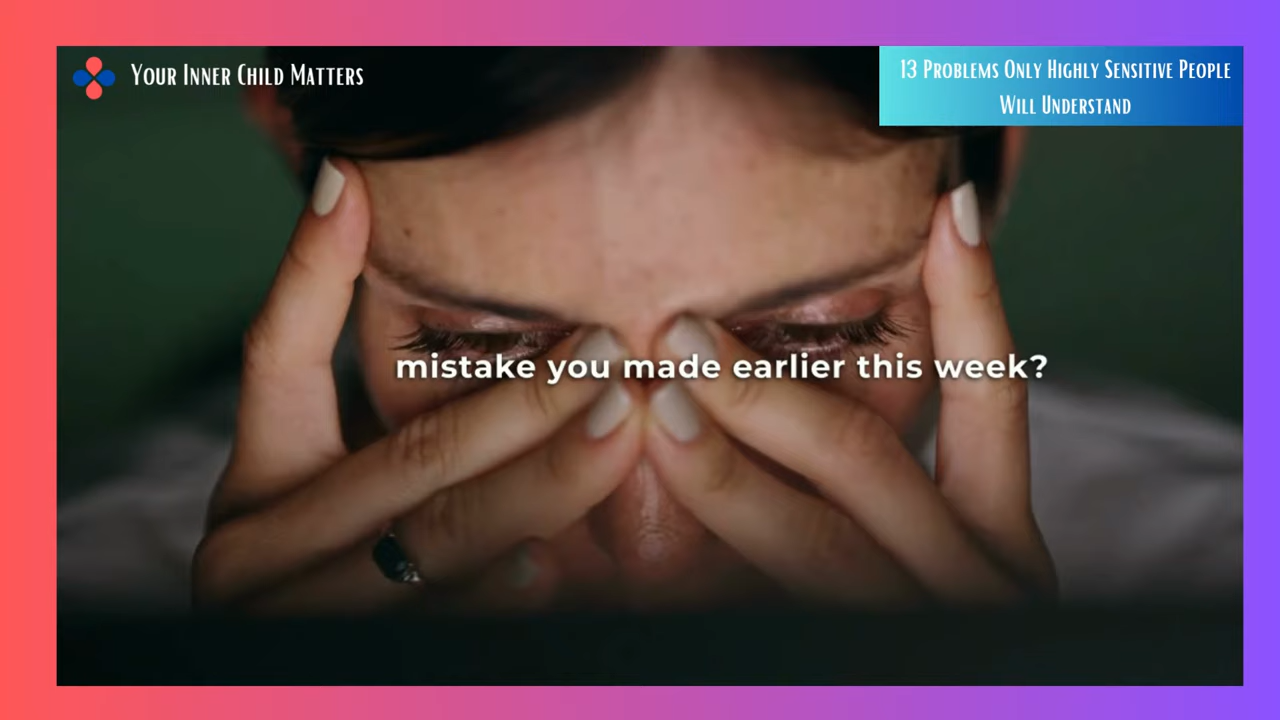 Your Inner Child Matters
13 Problems Only Highly Sensitive People
Will Understand
mistake you made earlier this week?